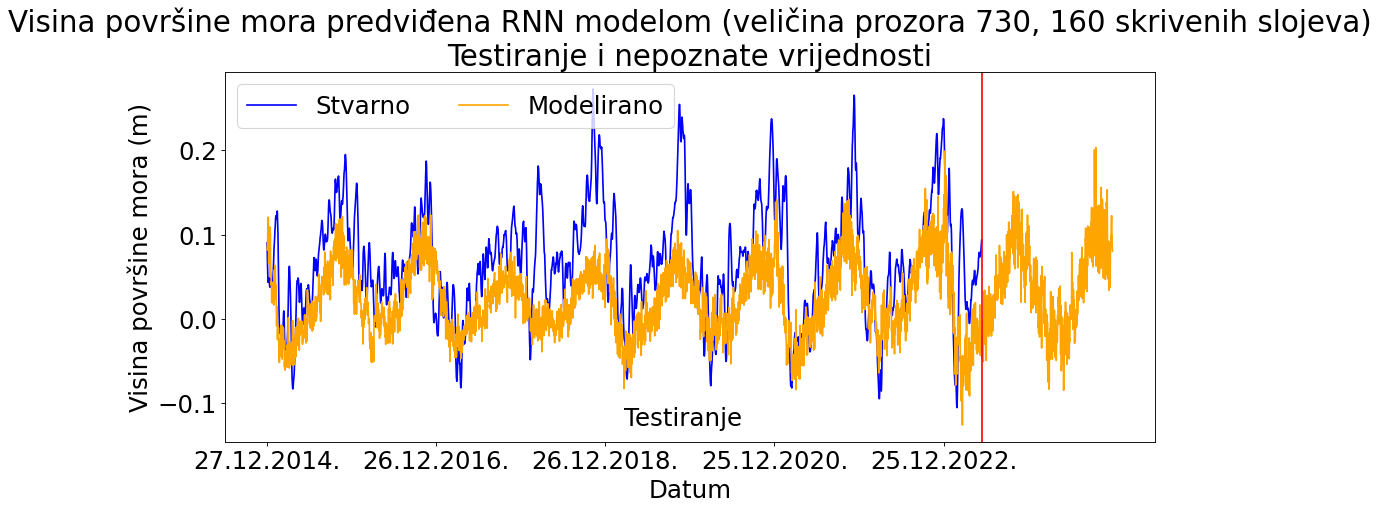 Visina površine mora predviđena RNN modelom (veličina prozora 730, 160 skrivenih slojeva)
Testiranje i nepoznate vrijednosti
Stvarno Modelirano
Visina površine mora (m)
0.2
0.1
0.0
−0.1
Testiranje
27.12.2014. 26.12.2016. 26.12.2018. 25.12.2020. 25.12.2022.
Datum